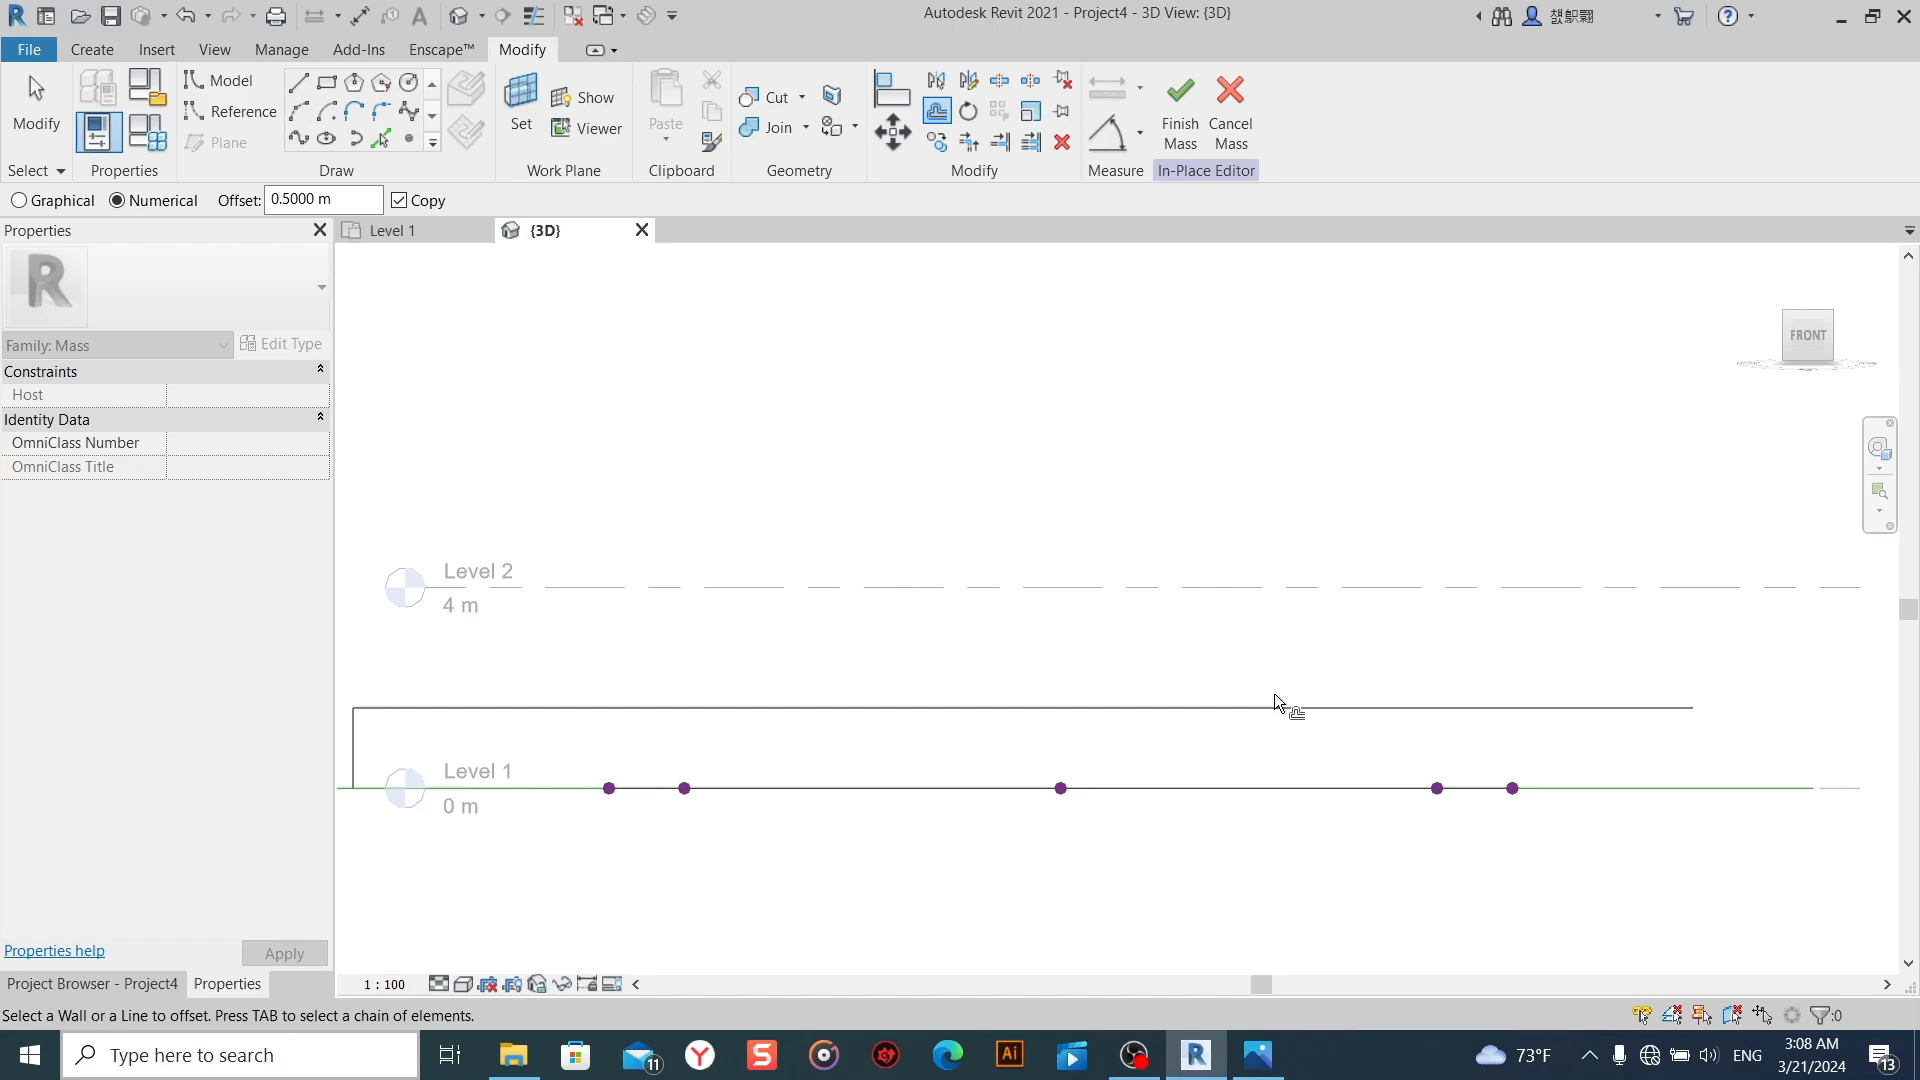 Autodesk Revit 2021 - Project4 - 3D View: {3D}
File
Create
Insert
View
Manage
Add-Ins
Enscape™
Modify
Modify
Model
Reference
Plane
Set
Show
Viewer
Paste
Cut
Join
Finish
Mass
Cancel
Mass
Select
Properties
Draw
Work Plane
Clipboard
Geometry
Modify
Measure
In-Place Editor
Graphical
Numerical
Offset:
0.5000 m
Copy
Properties
Level 1
{3D}
R
Family: Mass
Edit Type
Constraints
Host
Identity Data
OmniClass Number
OmniClass Title
FRONT
Level 2
4 m
Level 1
0 m
Properties help
Apply
Project Browser - Project4
Properties
1 : 100
Select a Wall or a Line to offset. Press TAB to select a chain of elements.
:0
Type here to search
11
Y
S
Ai
R
73°F
ENG
3:08 AM
3/21/2024
13